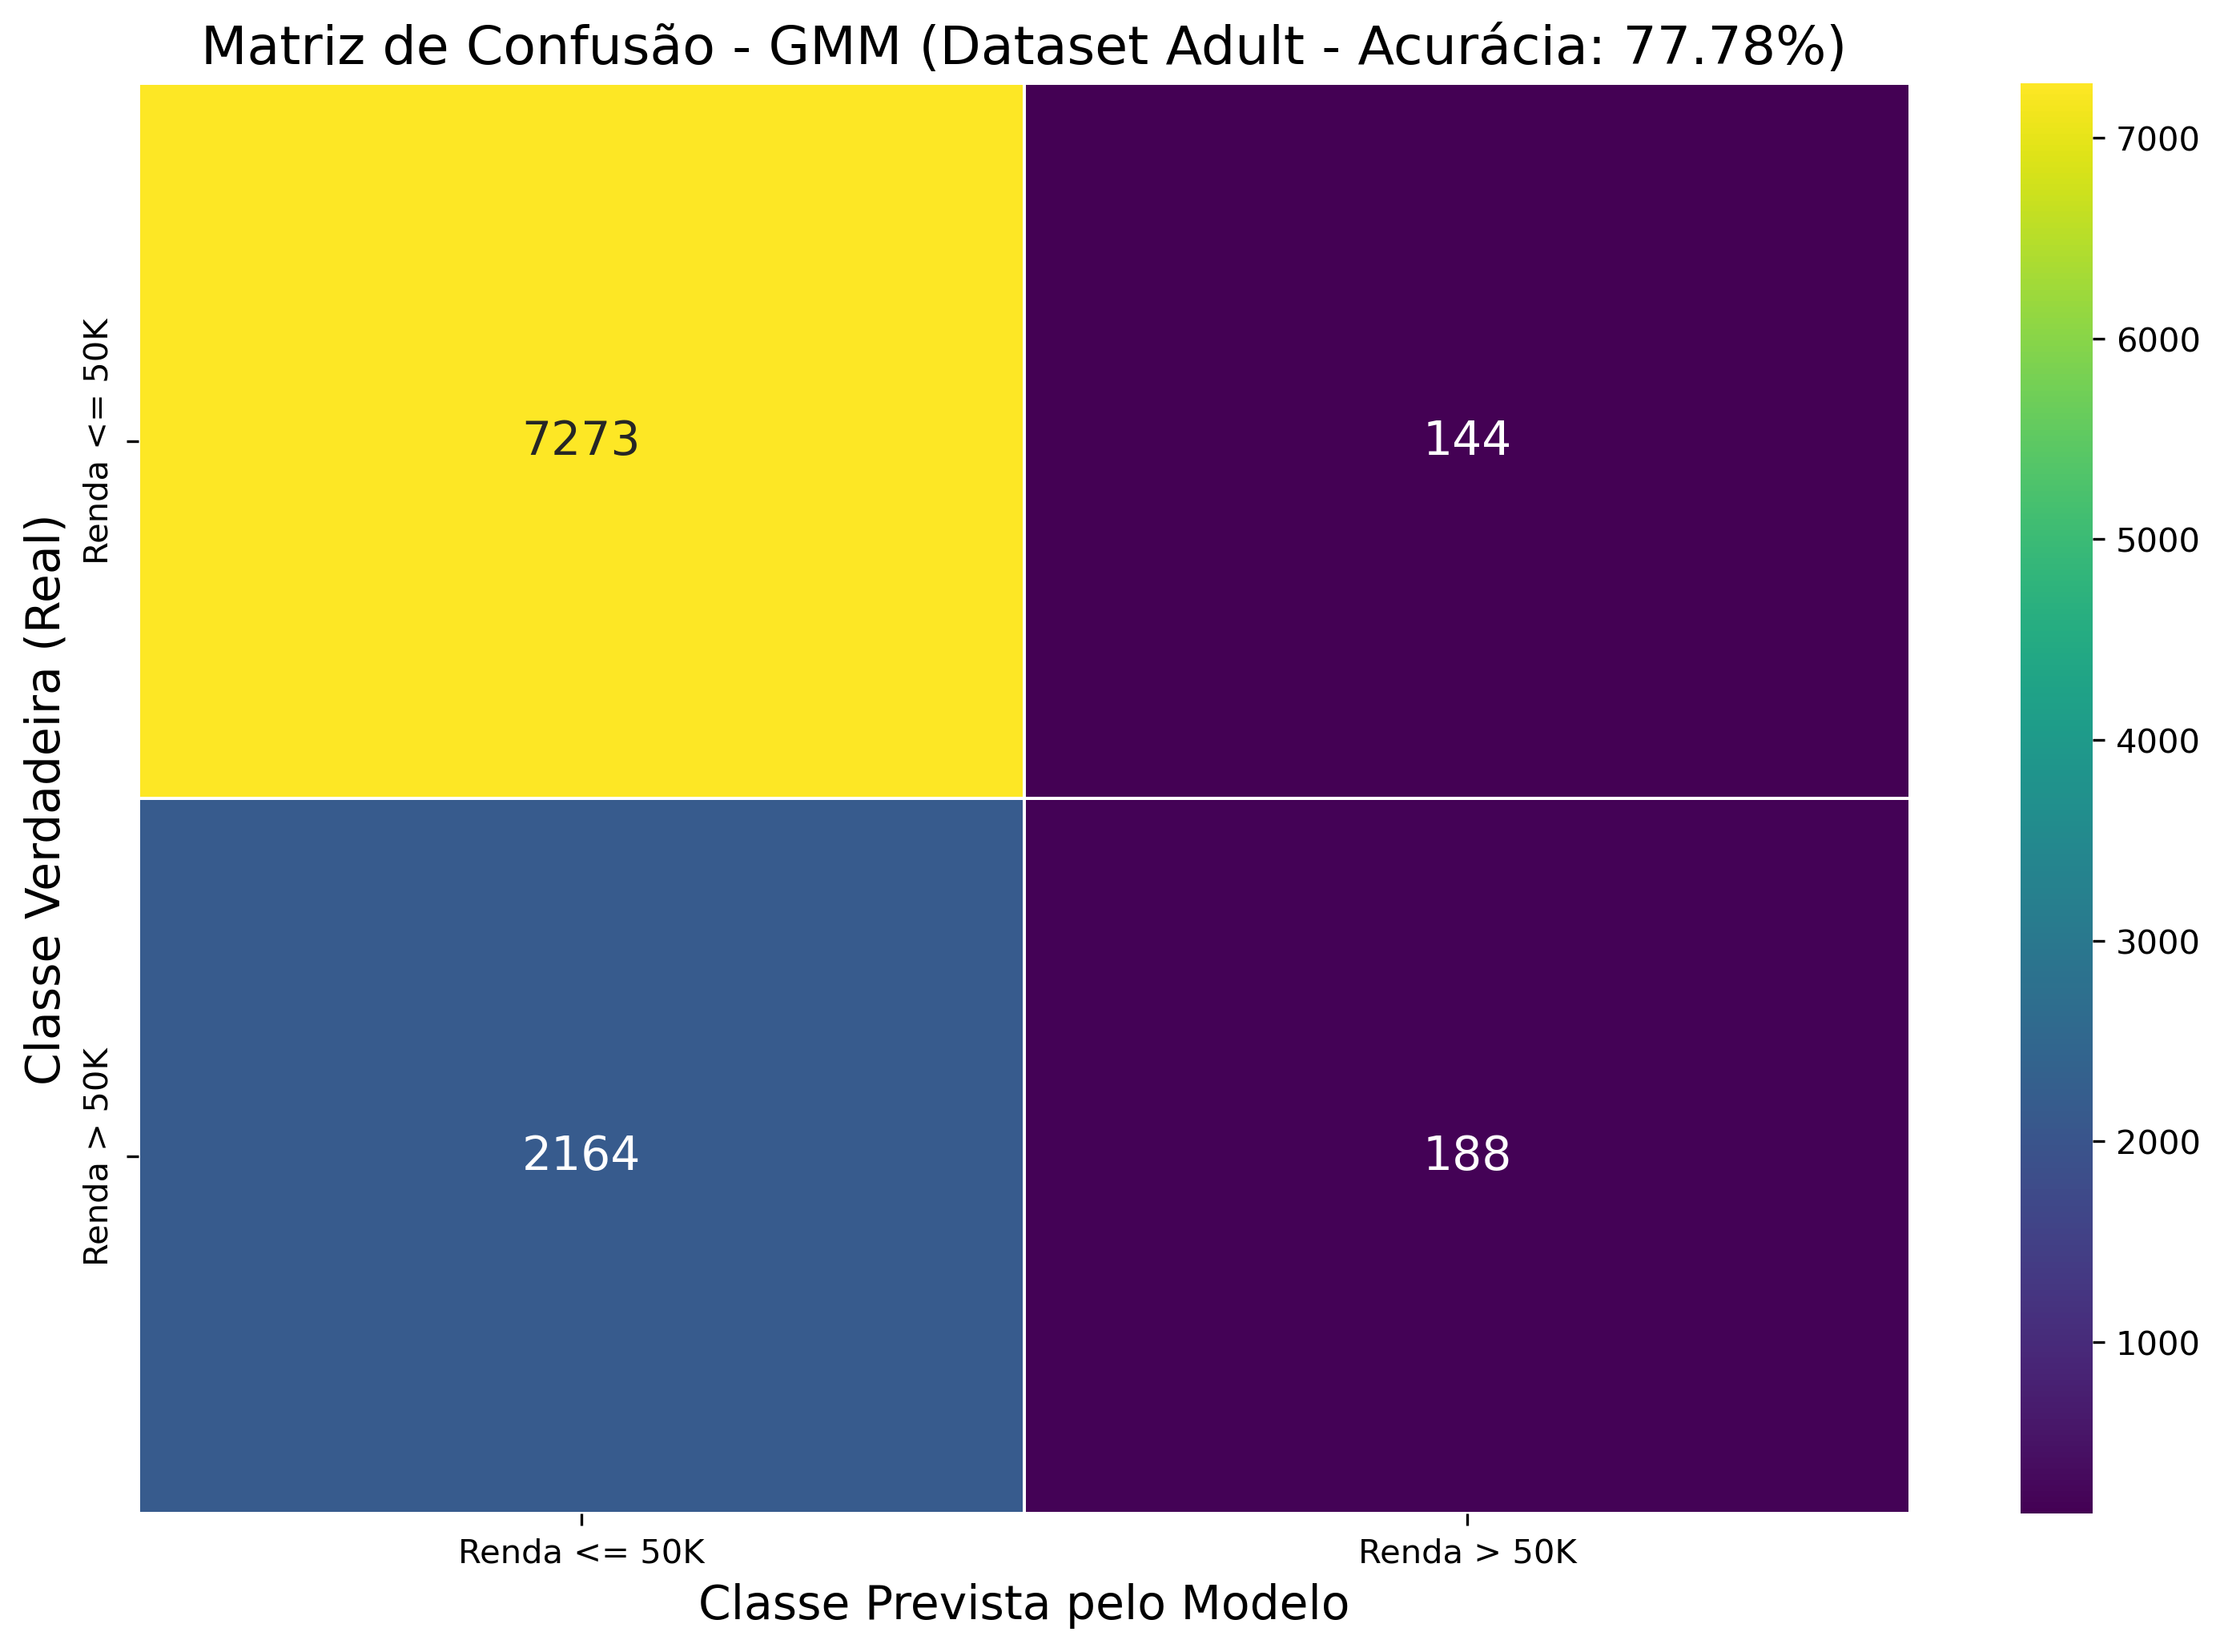 Matriz de Confusão - GMM (Dataset Adult - Acurácia: 77.78%)
Classe Verdadeira (Real)
Renda <= 50K
Renda > 50K
7273
144
2164
188
Renda <= 50K
Renda > 50K
Classe Prevista pelo Modelo
7000
6000
5000
4000
3000
2000
1000